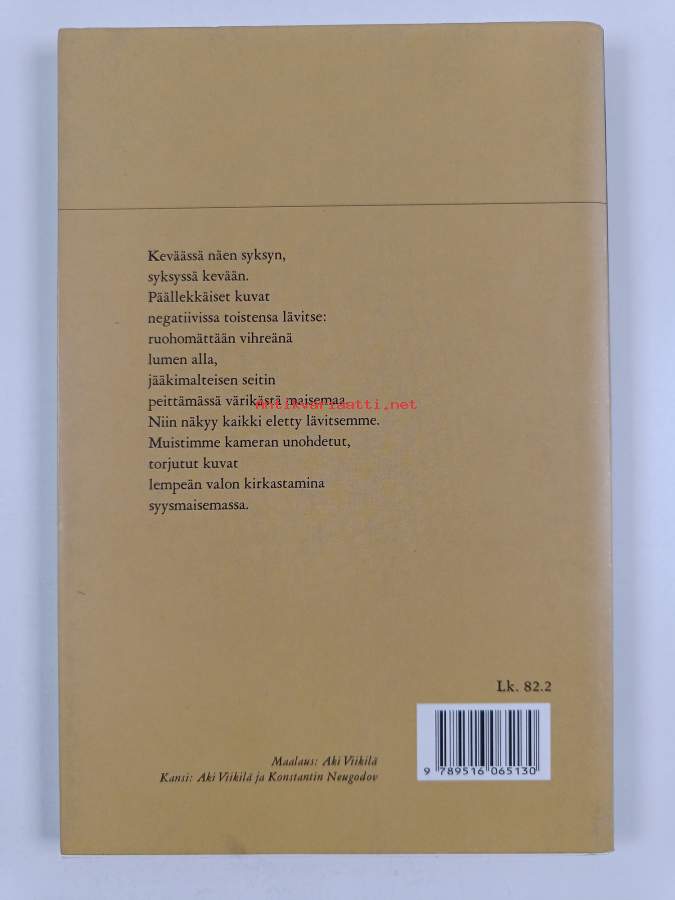 Keväässä näen syksyn,
syksyssä kevään.
Päällekkäiset kuvat
negatiivissa toistensa lävitse:
ruohomättään vihreänä
lumen alla,
jääkimalteisen seitin
peittämässä värikästä maisemaa.
Antikvariaatti.net
Niin näkyy kaikki eletty lävitsemme.
Muistimme kameran unohdetut,
torjutut kuvat
lempeän valon kirkastamina
syysmaisemassa.
Lk. 82.2
Maalaus: Aki Viikilä
Kansi: Aki Viikilä ja Konstantin Neugodov
9 789516 065130